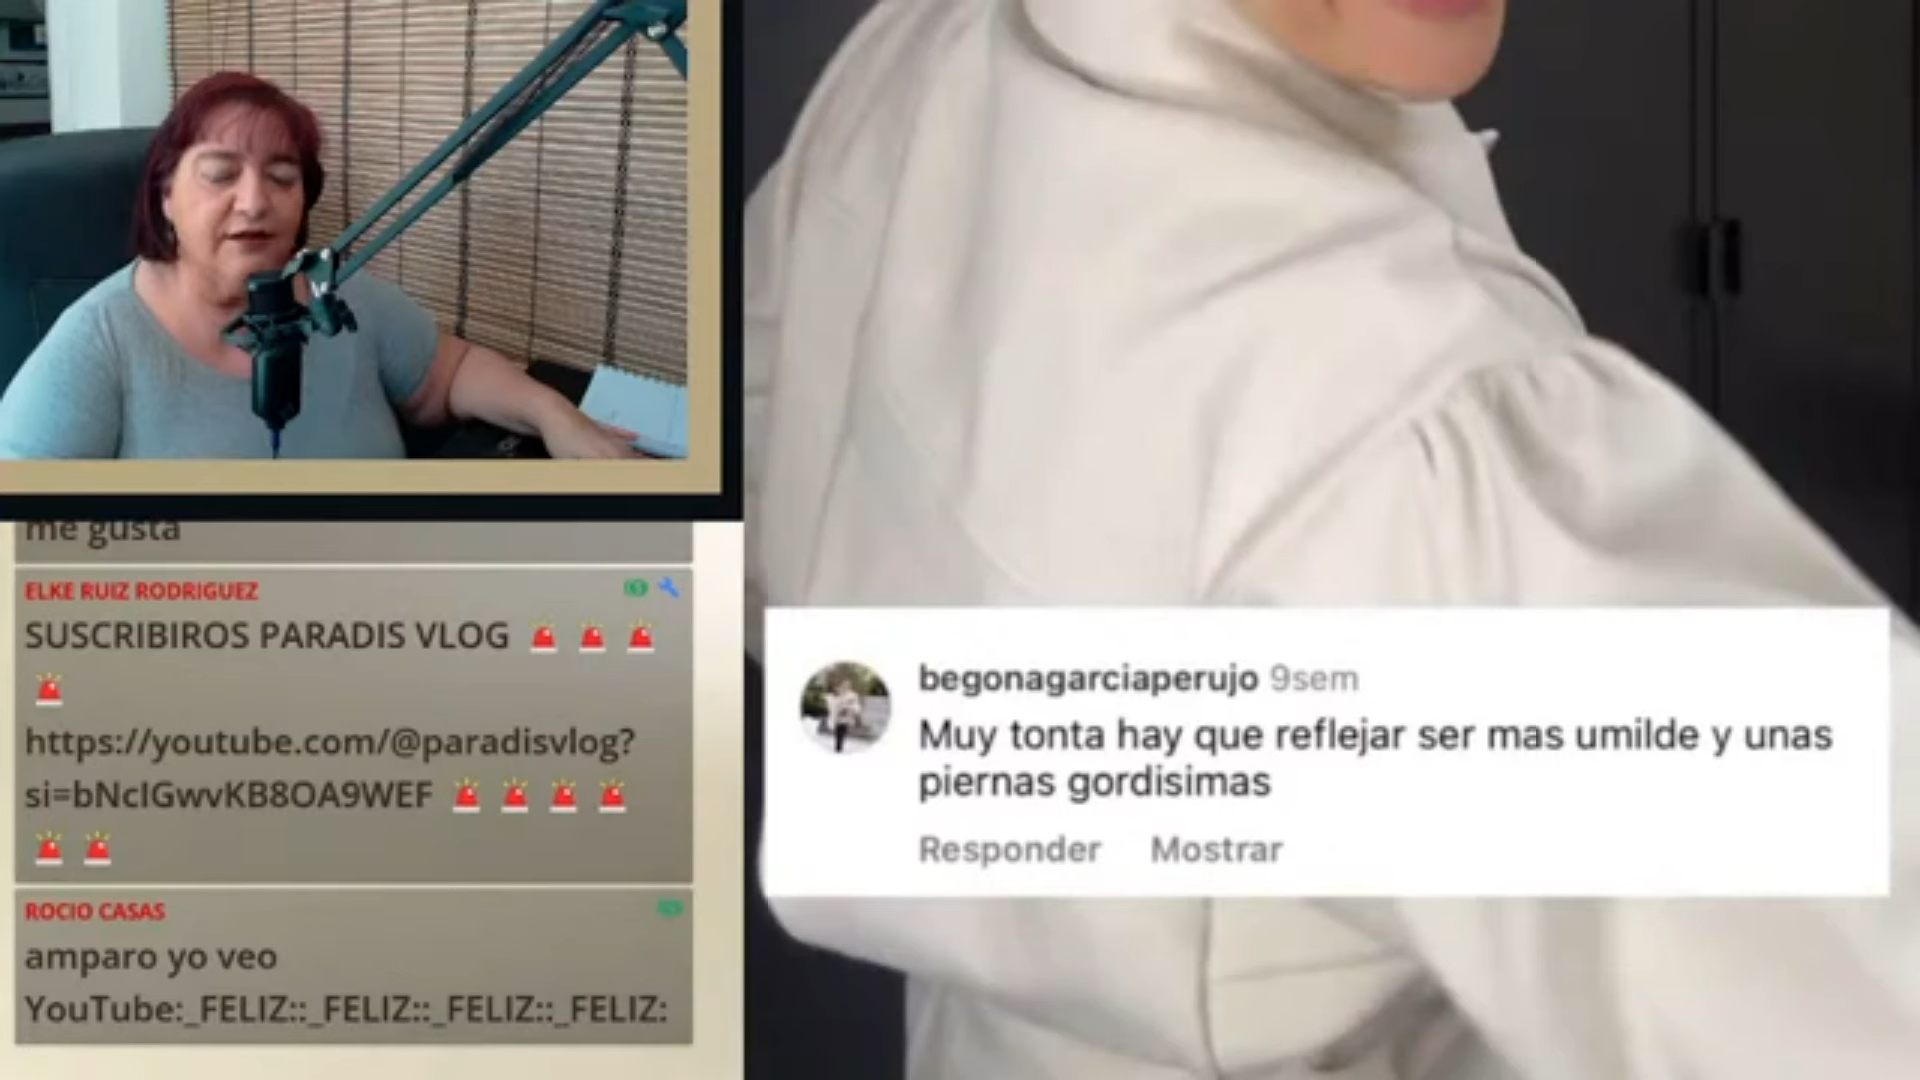 me gusta
ELKE RUIZ RODRIGUEZ
SUSCRIBIROS PARADIS VLOG 🚨 🚨 🚨
🚨
https://youtube.com/@paradisvlog?
si=bNcIGwvKB8OA9WEF 🚨 🚨 🚨 🚨
🚨 🚨
ROCIO CASAS
amparo yo veo
YouTube:_FELIZ::_FELIZ::_FELIZ::_FELIZ:
begonagarciaperujo 9sem
Muy tonta hay que reflejar ser mas umilde y unas
piernas gordisimas
Responder Mostrar